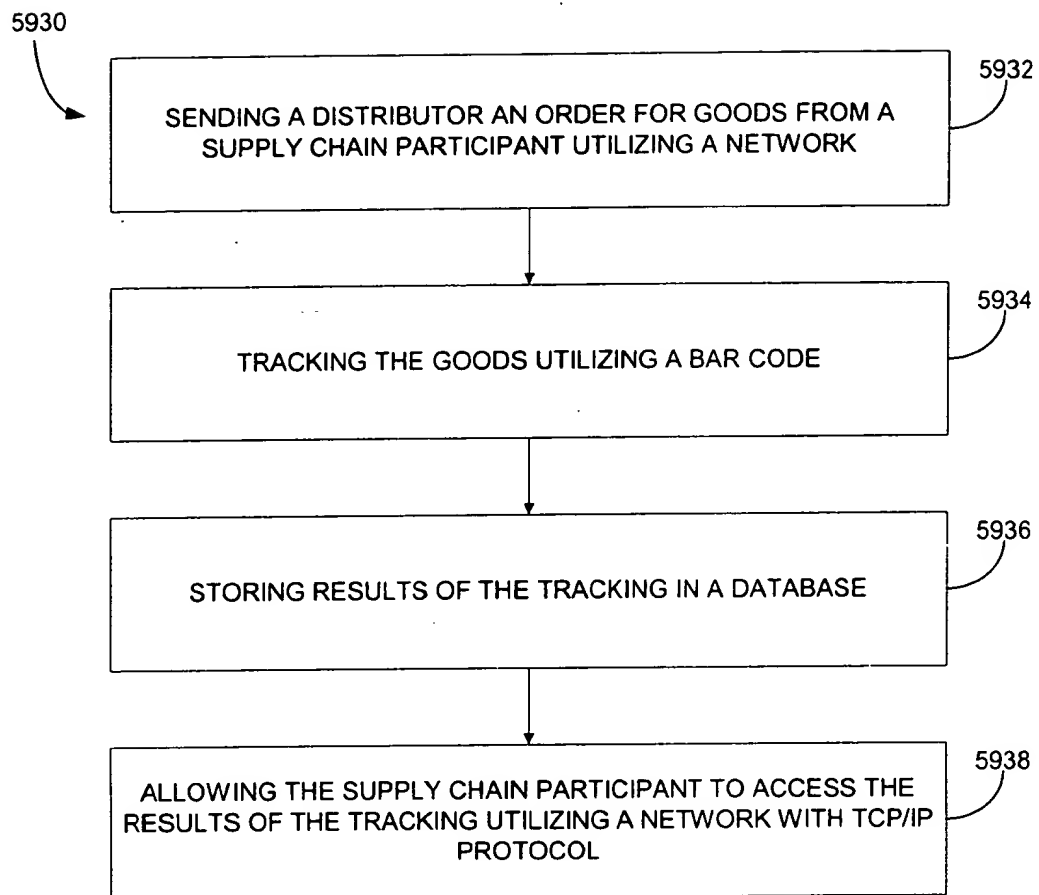 5930
5932
SENDING A DISTRIBUTOR AN ORDER FOR GOODS FROM A
SUPPLY CHAIN PARTICIPANT UTILIZING A NETWORK
5934
TRACKING THE GOODS UTILIZING A BAR CODE
5936
STORING RESULTS OF THE TRACKING IN A DATABASE
5938
ALLOWING THE SUPPLY CHAIN PARTICIPANT TO ACCESS THE
RESULTS OF THE TRACKING UTILIZING A NETWORK WITH TCP/IP
PROTOCOL